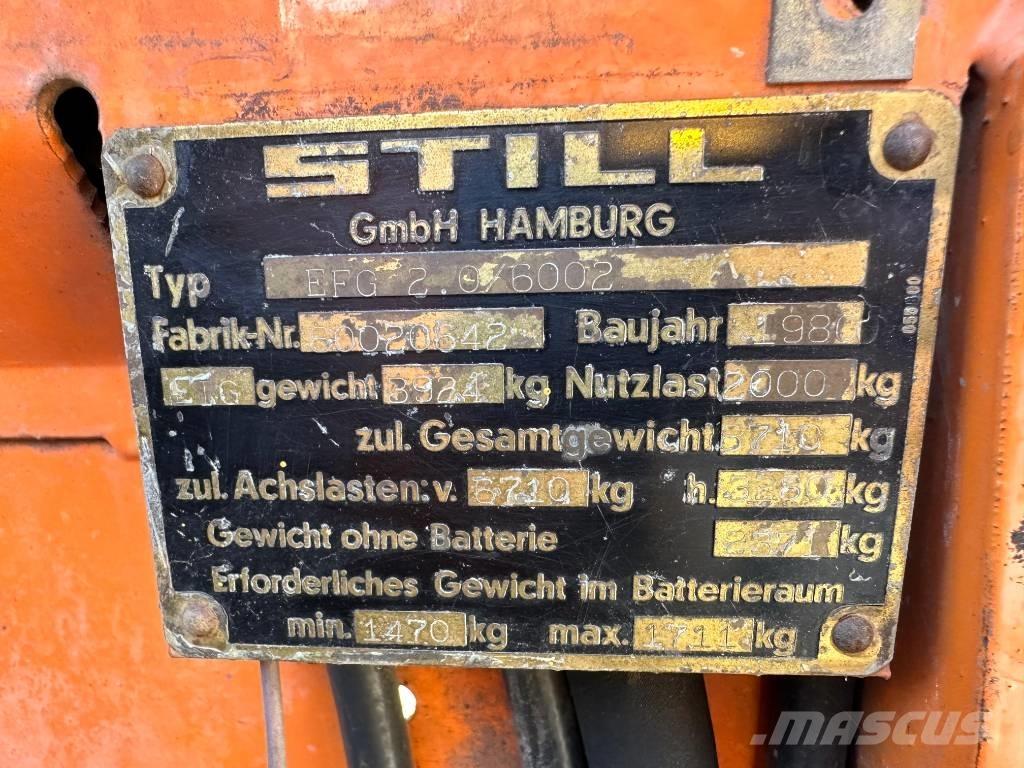 STILL
GmbH HAMBURG
Typ EFG 2.0/6002
Fabrik-Nr. Baujahr
gewicht kg Nutzlast 2000 kg
zul. Gesamtgewicht kg
zul. Achslasten: v. kg h. kg
Gewicht ohne Batterie kg
Erforderliches Gewicht im Batterieraum
min. 1470 kg max. 1711 kg
MASCUS